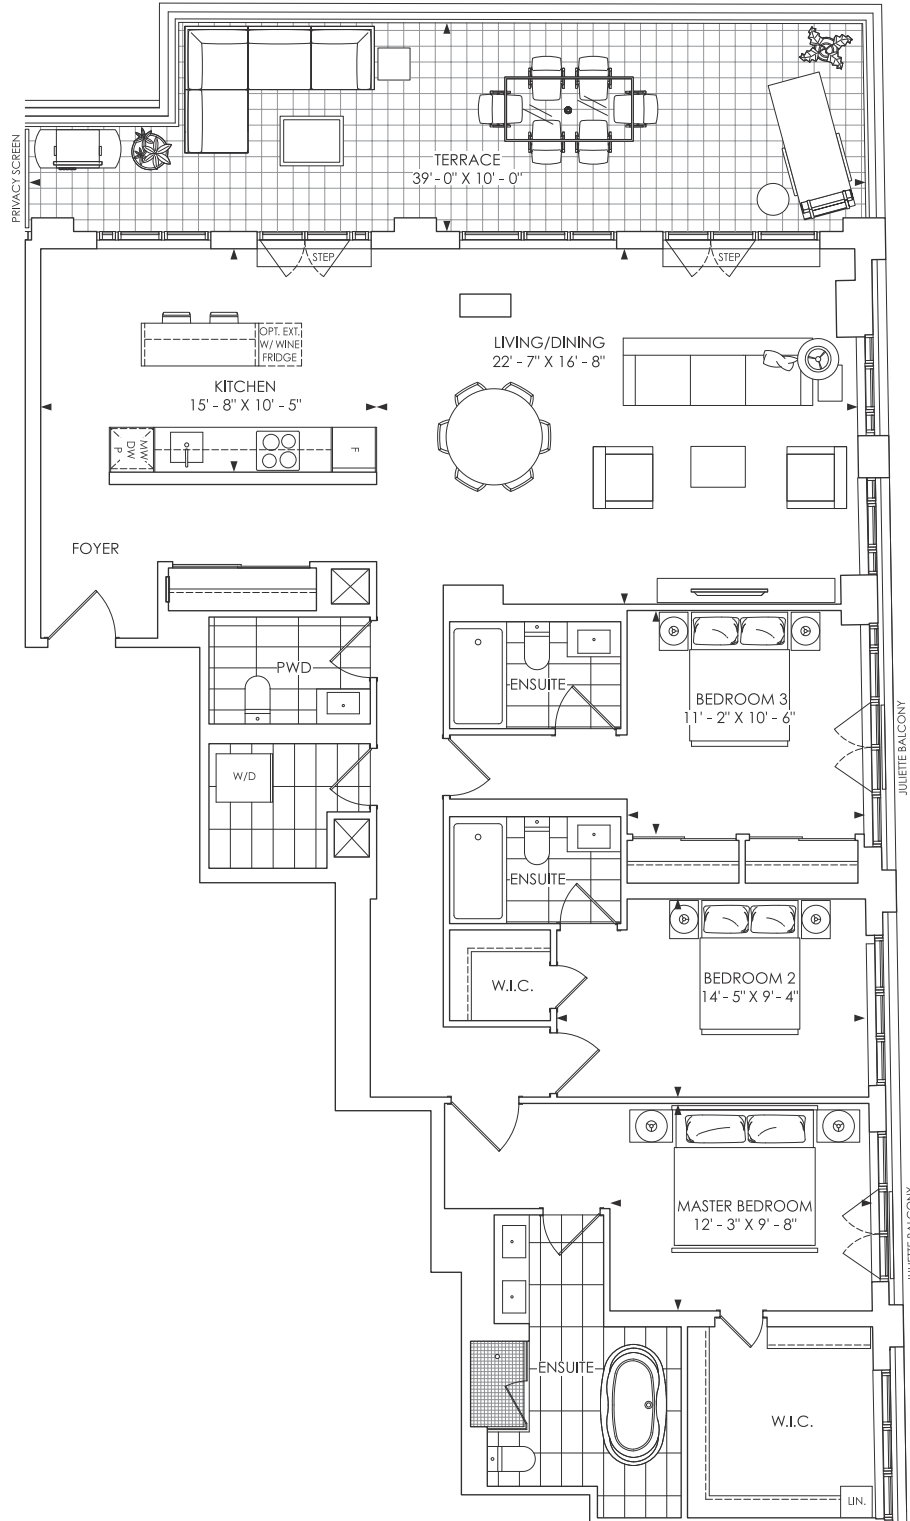 PRIVACY SCREEN
TERRACE
39' - 0" X 10' - 0"
STEP
STEP
OPT. EXT.
W/ WINE
FRIDGE
LIVING/DINING
22' - 7" X 16' - 8"
KITCHEN
15' - 8" X 10' - 5"
MW
DW
P
F
FOYER
PWD
ENSUITE
BEDROOM 3
11' - 2" X 10' - 6"
JULIETTE BALCONY
W/D
ENSUITE
W.I.C.
BEDROOM 2
14' - 5" X 9' - 4"
MASTER BEDROOM
12' - 3" X 9' - 8"
JULIETTE BALCONY
ENSUITE
W.I.C.
LIN.